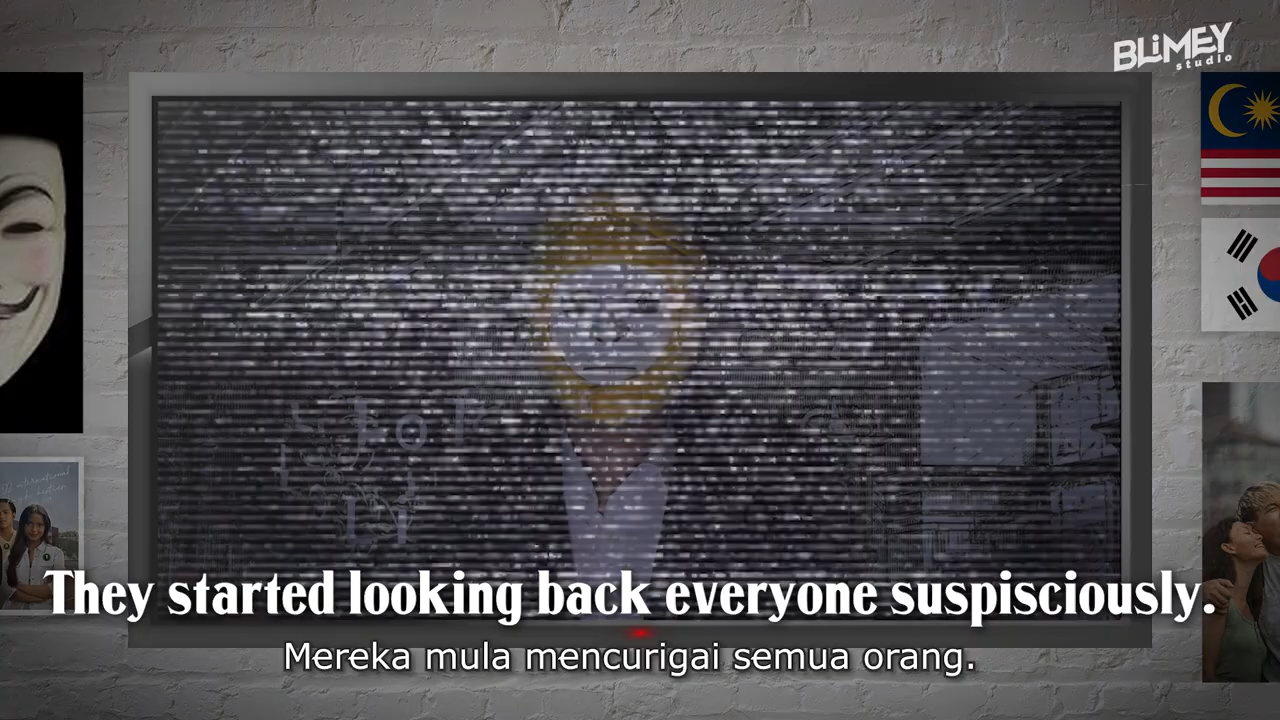 BLiMEY
studio
They started looking back everyone suspisciously.
Mereka mula mencurigai semua orang.